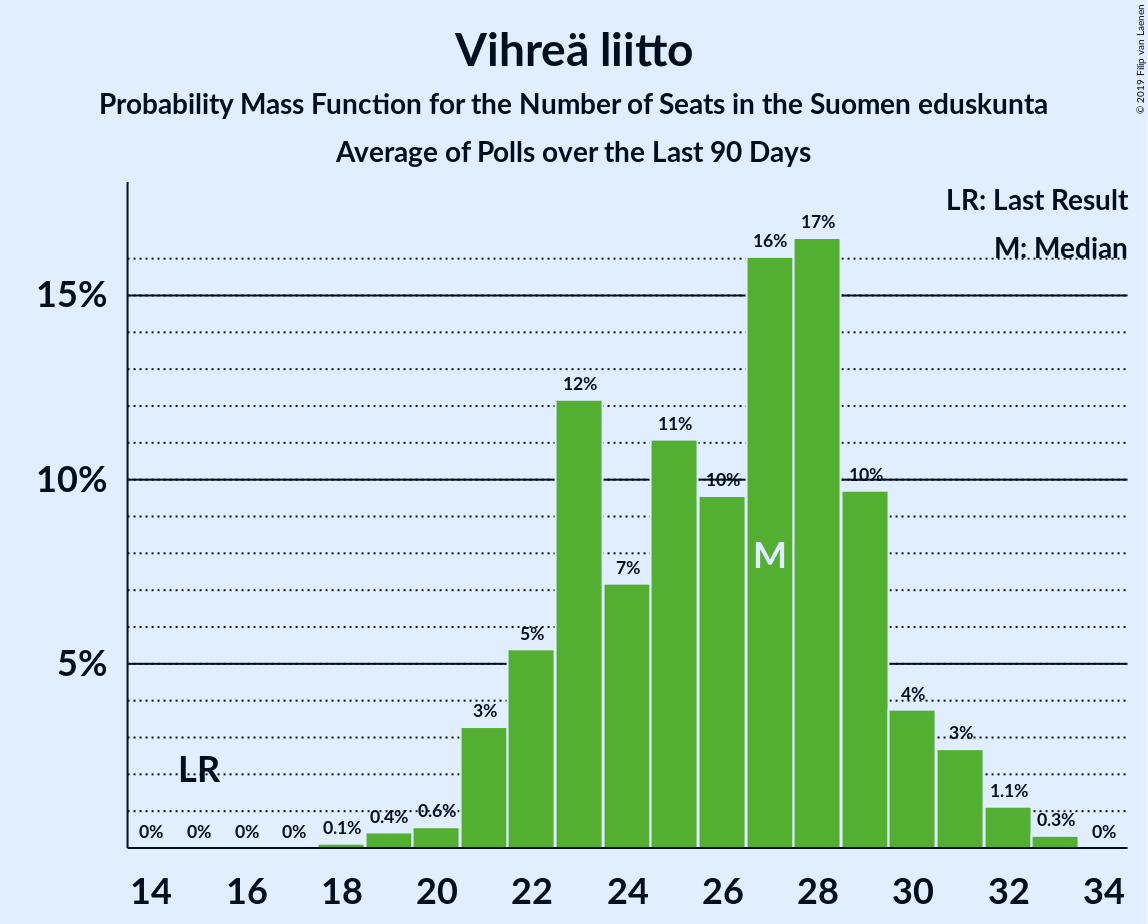 Vihreä liitto
Probability Mass Function for the Number of Seats in the Suomen eduskunta
Average of Polls over the Last 90 Days
© 2019 Filip van Laenen
LR: Last Result
M: Median
15%
10%
5%
0% 0% 0% 0% 0.1% 0.4% 0.6% 3% 5% 12% 7% 11% 10% 16% 17% 10% 4% 3% 1.1% 0.3% 0%
LR
M
14 16 18 20 22 24 26 28 30 32 34